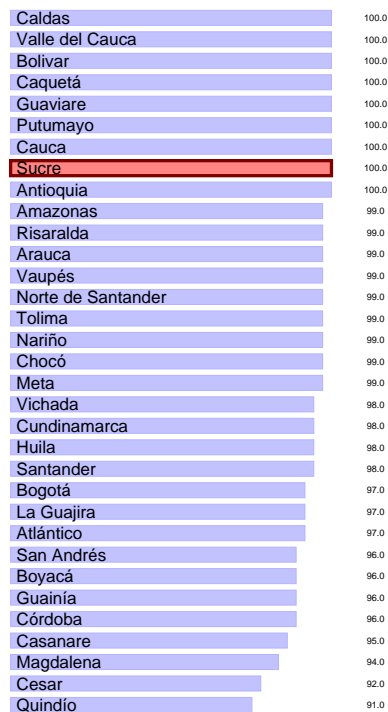 Caldas 100.0
Valle del Cauca 100.0
Bolivar 100.0
Caquetá 100.0
Guaviare 100.0
Putumayo 100.0
Cauca 100.0
Sucre 100.0
Antioquia 100.0
Amazonas 99.0
Risaralda 99.0
Arauca 99.0
Vaupés 99.0
Norte de Santander 99.0
Tolima 99.0
Nariño 99.0
Chocó 99.0
Meta 99.0
Vichada 98.0
Cundinamarca 98.0
Huila 98.0
Santander 98.0
Bogotá 97.0
La Guajira 97.0
Atlántico 97.0
San Andrés 96.0
Boyacá 96.0
Guainía 96.0
Córdoba 96.0
Casanare 95.0
Magdalena 94.0
Cesar 92.0
Quindío 91.0